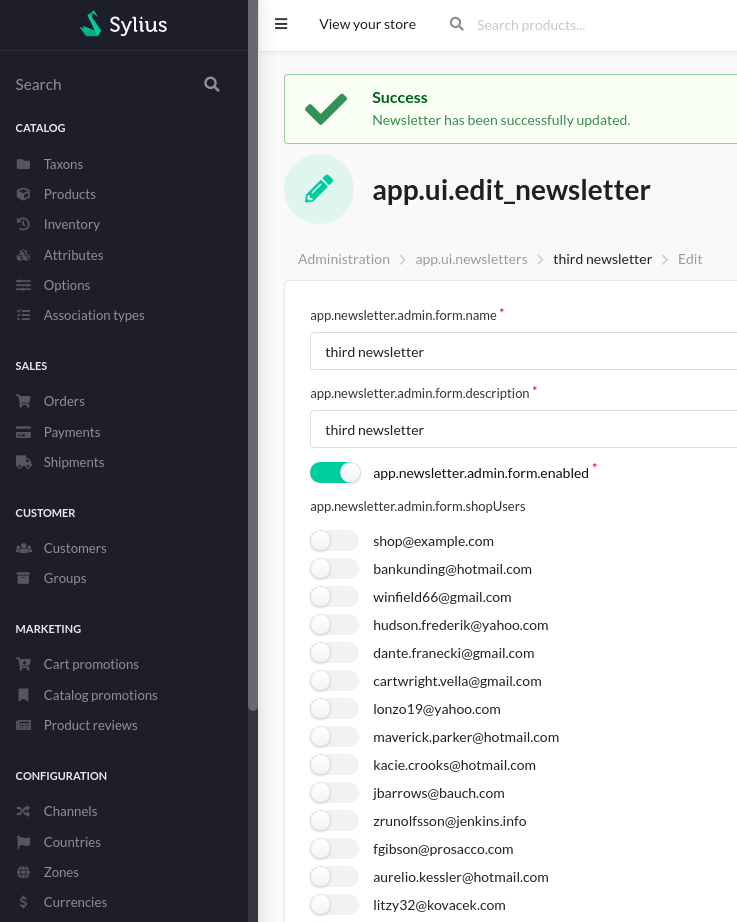 Sylius
Search
CATALOG
Taxons
Products
Inventory
Attributes
Options
Association types
SALES
Orders
Payments
Shipments
CUSTOMER
Customers
Groups
MARKETING
Cart promotions
Catalog promotions
Product reviews
CONFIGURATION
Channels
Countries
Zones
Currencies
View your store
Search products...
Success
Newsletter has been successfully updated.
app.ui.edit_newsletter
Administration > app.ui.newsletters > third newsletter > Edit
app.newsletter.admin.form.name *
third newsletter
app.newsletter.admin.form.description *
third newsletter
app.newsletter.admin.form.enabled *
app.newsletter.admin.form.shopUsers
shop@example.com
bankunding@hotmail.com
winfield66@gmail.com
hudson.frederik@yahoo.com
dante.franecki@gmail.com
cartwright.vella@gmail.com
lonzo19@yahoo.com
maverick.parker@hotmail.com
kacie.crooks@hotmail.com
jbarrows@bauch.com
zrunolfsson@jenkins.info
fgibson@prosacco.com
aurelio.kessler@hotmail.com
litzy32@kovacek.com